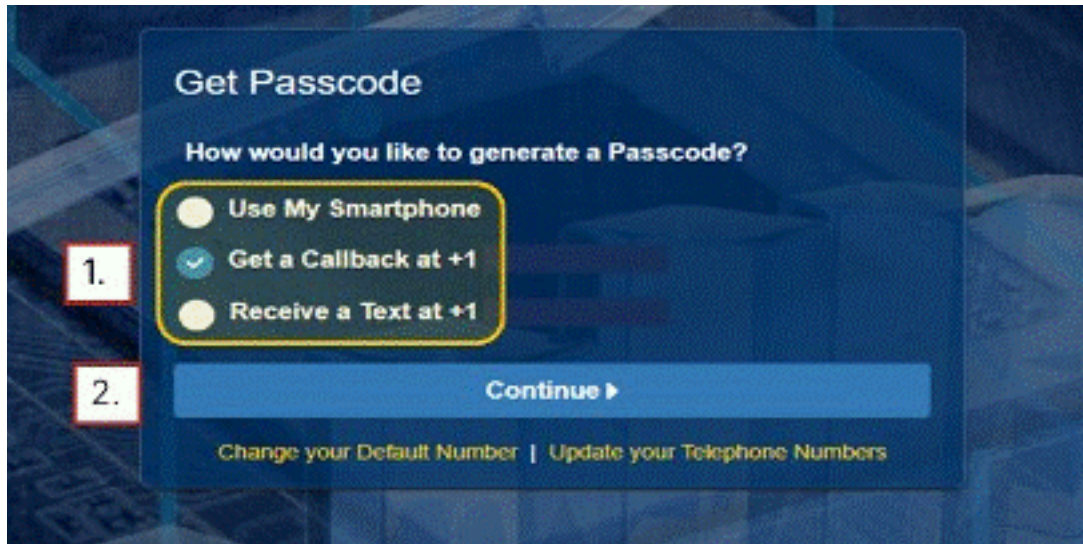 Get Passcode
How would you like to generate a Passcode?
Use My Smartphone
1.
Get a Callback at +1
Receive a Text at +1
2.
Continue
Change your Default Number | Update your Telephone Numbers